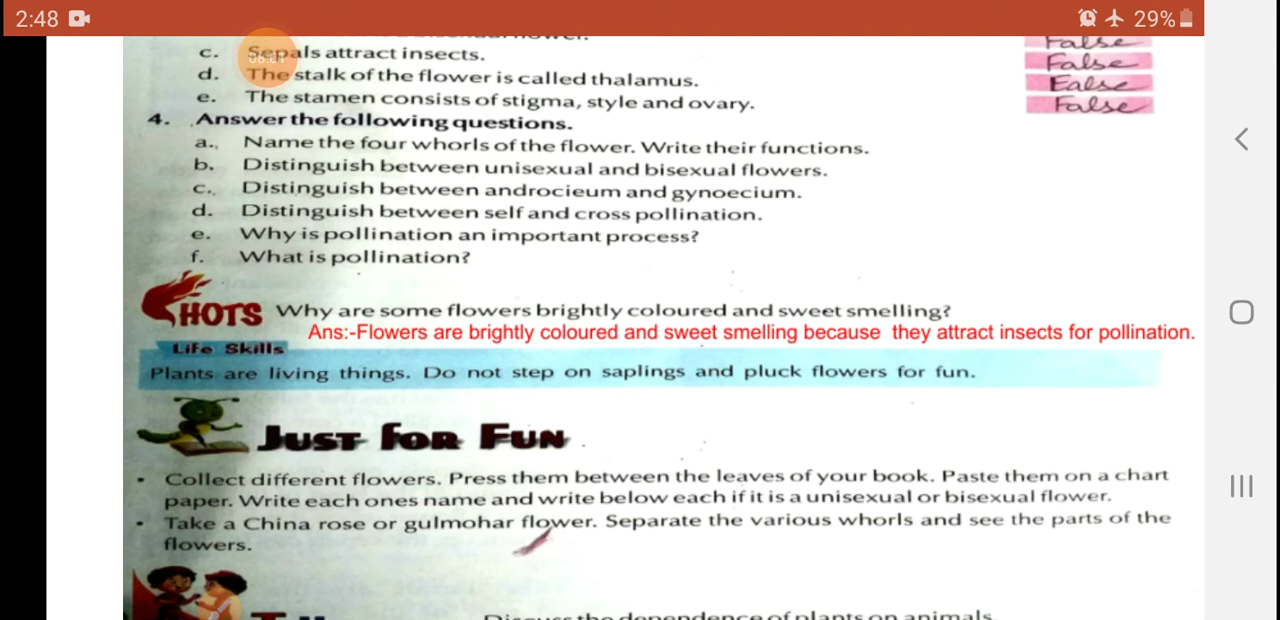 2:48 29%
c. Sepals attract insects. False
d. The stalk of the flower is called thalamus. False
e. The stamen consists of stigma, style and ovary. False
False
4. Answer the following questions.
a. Name the four whorls of the flower. Write their functions.
b. Distinguish between unisexual and bisexual flowers.
c. Distinguish between androcieum and gynoecium.
d. Distinguish between self and cross pollination.
e. Why is pollination an important process?
f. What is pollination?
HOTS Why are some flowers brightly coloured and sweet smelling?
Ans:-Flowers are brightly coloured and sweet smelling because they attract insects for pollination.
Life Skills
Plants are living things. Do not step on saplings and pluck flowers for fun.
JUST FOR FUN
• Collect different flowers. Press them between the leaves of your book. Paste them on a chart
paper. Write each ones name and write below each if it is a unisexual or bisexual flower.
• Take a China rose or gulmohar flower. Separate the various whorls and see the parts of the
flowers.
Discuss the dependence of plants on animals.